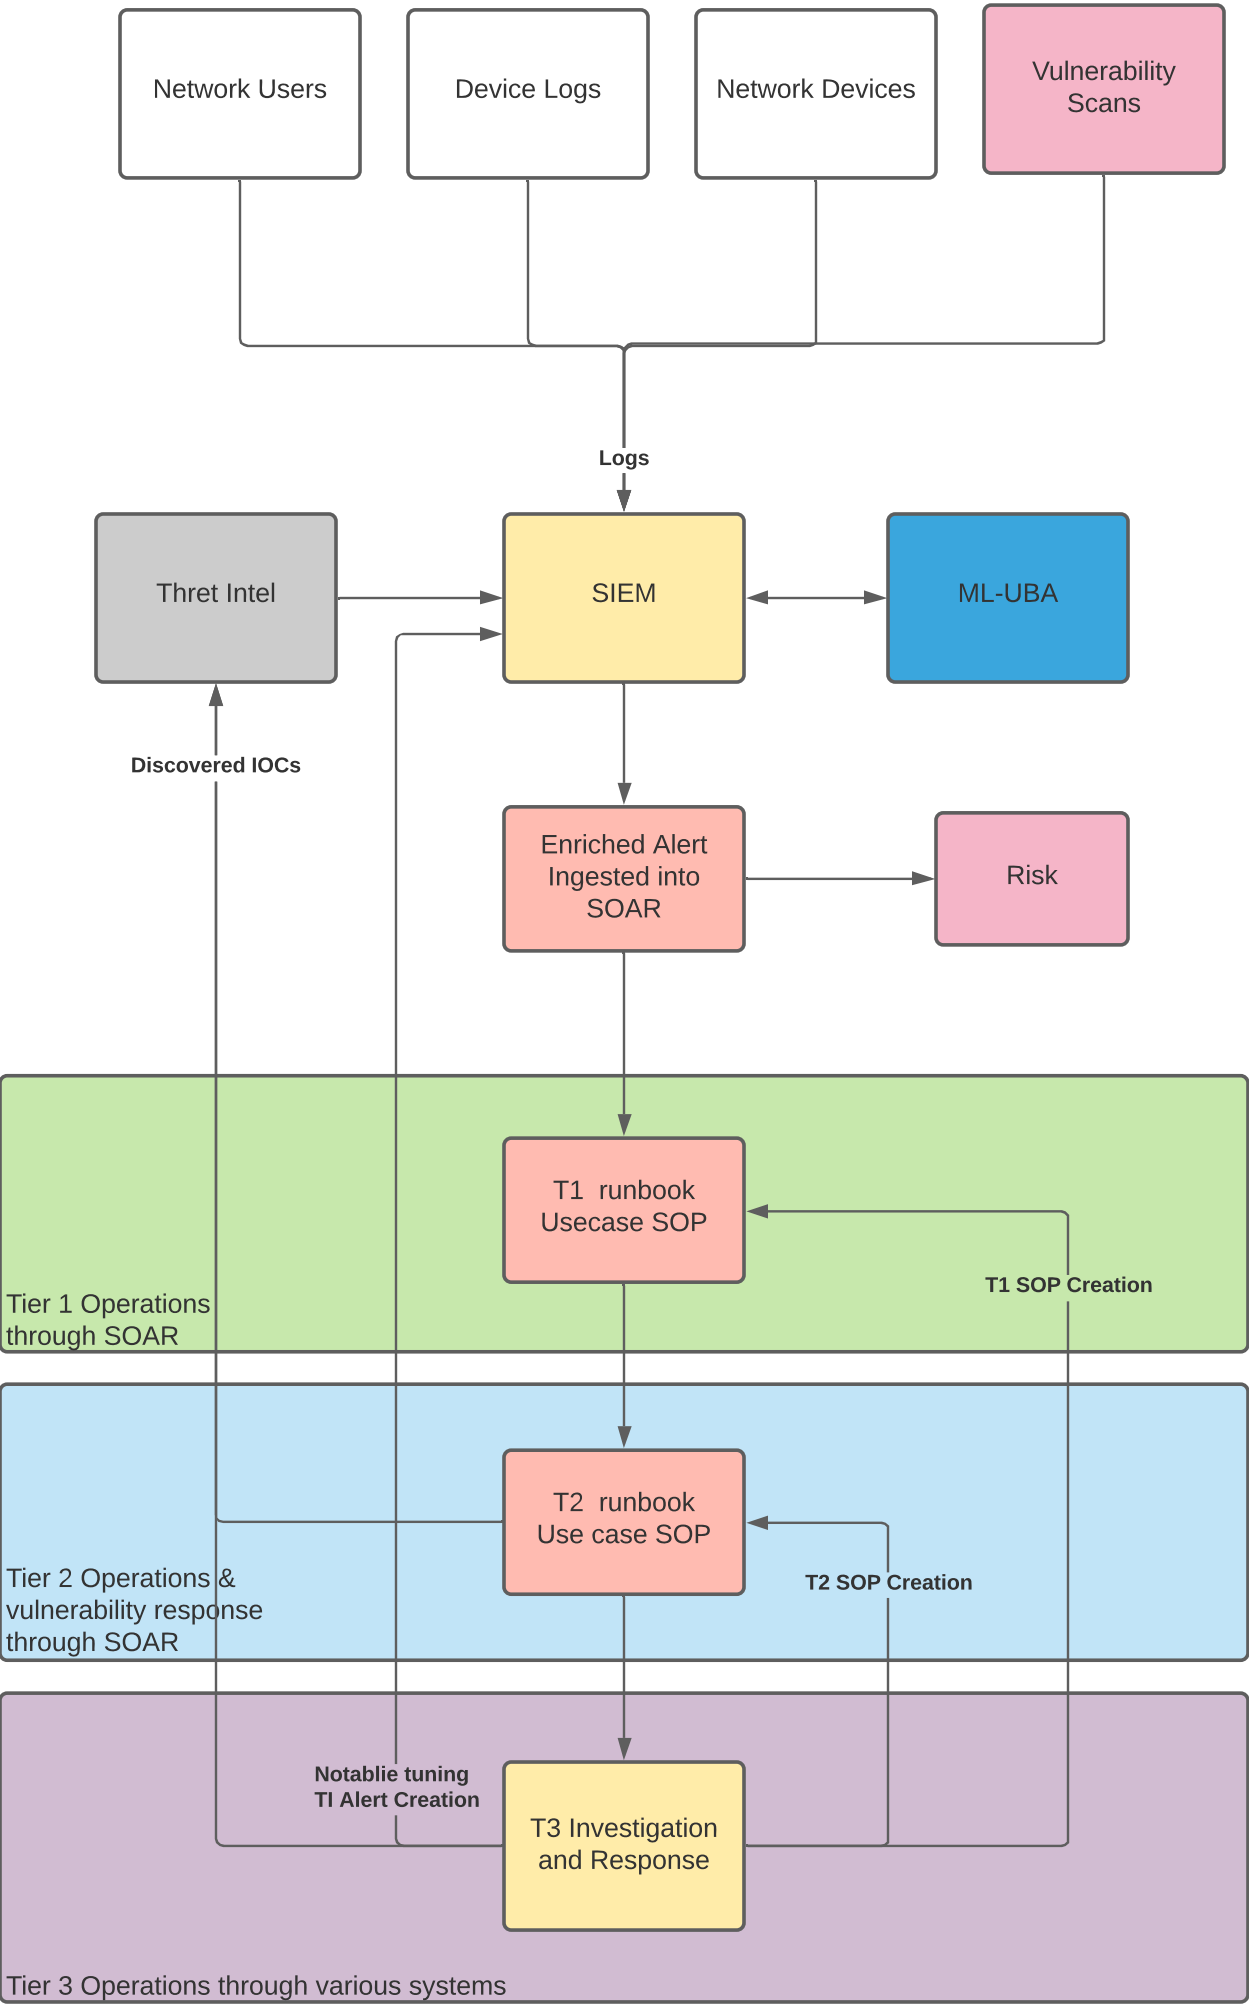 Network Users
Device Logs
Network Devices
Vulnerability
Scans
Logs
Thret Intel
SIEM
ML-UBA
Discovered IOCs
Enriched Alert
Ingested into
SOAR
Risk
T1  runbook
Usecase SOP
T1 SOP Creation
Tier 1 Operations
through SOAR
T2  runbook
Use case SOP
T2 SOP Creation
Tier 2 Operations &
vulnerability response
through SOAR
Notablie tuning
TI Alert Creation
T3 Investigation
and Response
Tier 3 Operations through various systems